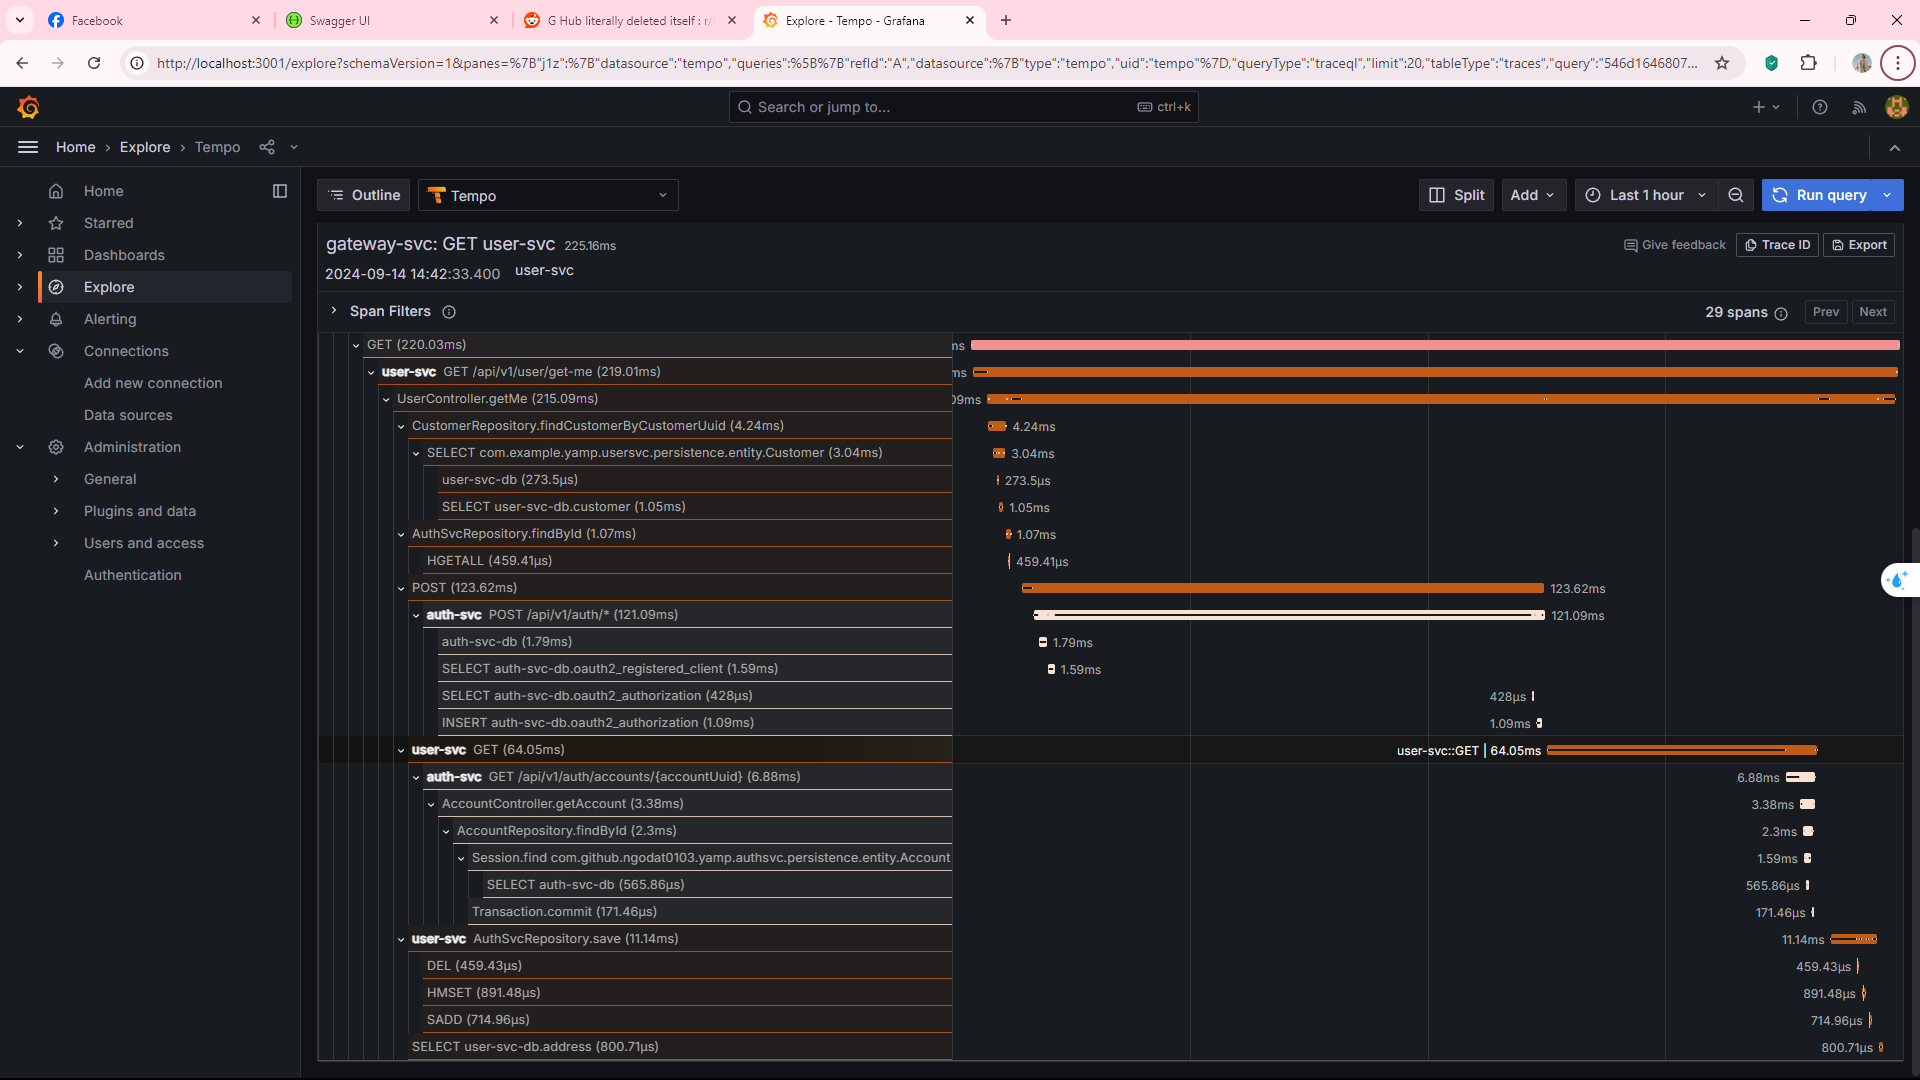 Facebook
Swagger UI
G Hub literally deleted itself : r/
Explore - Tempo - Grafana
http://localhost:3001/explore?schemaVersion=1&panes=%7B"j1z":%7B"datasource":"tempo","queries":%5B%7B"refId":"A","datasource":%7B"type":"tempo","uid":"tempo"%7D,"queryType":"traceql","limit":20,"tableType":"traces","query":"546d1646807...
Search or jump to...
ctrl+k
Home › Explore › Tempo
Home
Starred
Dashboards
Explore
Alerting
Connections
Add new connection
Data sources
Administration
General
Plugins and data
Users and access
Authentication
Outline
Tempo
Split
Add
Last 1 hour
Run query
gateway-svc: GET user-svc 225.16ms
Give feedback
Trace ID
Export
2024-09-14 14:42:33.400 user-svc
Span Filters
29 spans
Prev
Next
GET (220.03ms)
ms
user-svc GET /api/v1/user/get-me (219.01ms)
ms
UserController.getMe (215.09ms)
09ms
CustomerRepository.findCustomerByCustomerUuid (4.24ms)
4.24ms
SELECT com.example.yamp.usersvc.persistence.entity.Customer (3.04ms)
3.04ms
user-svc-db (273.5µs)
273.5µs
SELECT user-svc-db.customer (1.05ms)
1.05ms
AuthSvcRepository.findById (1.07ms)
1.07ms
HGETALL (459.41µs)
459.41µs
POST (123.62ms)
123.62ms
auth-svc POST /api/v1/auth/* (121.09ms)
121.09ms
auth-svc-db (1.79ms)
1.79ms
SELECT auth-svc-db.oauth2_registered_client (1.59ms)
1.59ms
SELECT auth-svc-db.oauth2_authorization (428µs)
428µs
INSERT auth-svc-db.oauth2_authorization (1.09ms)
1.09ms
user-svc GET (64.05ms)
user-svc::GET | 64.05ms
auth-svc GET /api/v1/auth/accounts/{accountUuid} (6.88ms)
6.88ms
AccountController.getAccount (3.38ms)
3.38ms
AccountRepository.findById (2.3ms)
2.3ms
Session.find com.github.ngodat0103.yamp.authsvc.persistence.entity.Account
1.59ms
SELECT auth-svc-db (565.86µs)
565.86µs
Transaction.commit (171.46µs)
171.46µs
user-svc AuthSvcRepository.save (11.14ms)
11.14ms
DEL (459.43µs)
459.43µs
HMSET (891.48µs)
891.48µs
SADD (714.96µs)
714.96µs
SELECT user-svc-db.address (800.71µs)
800.71µs